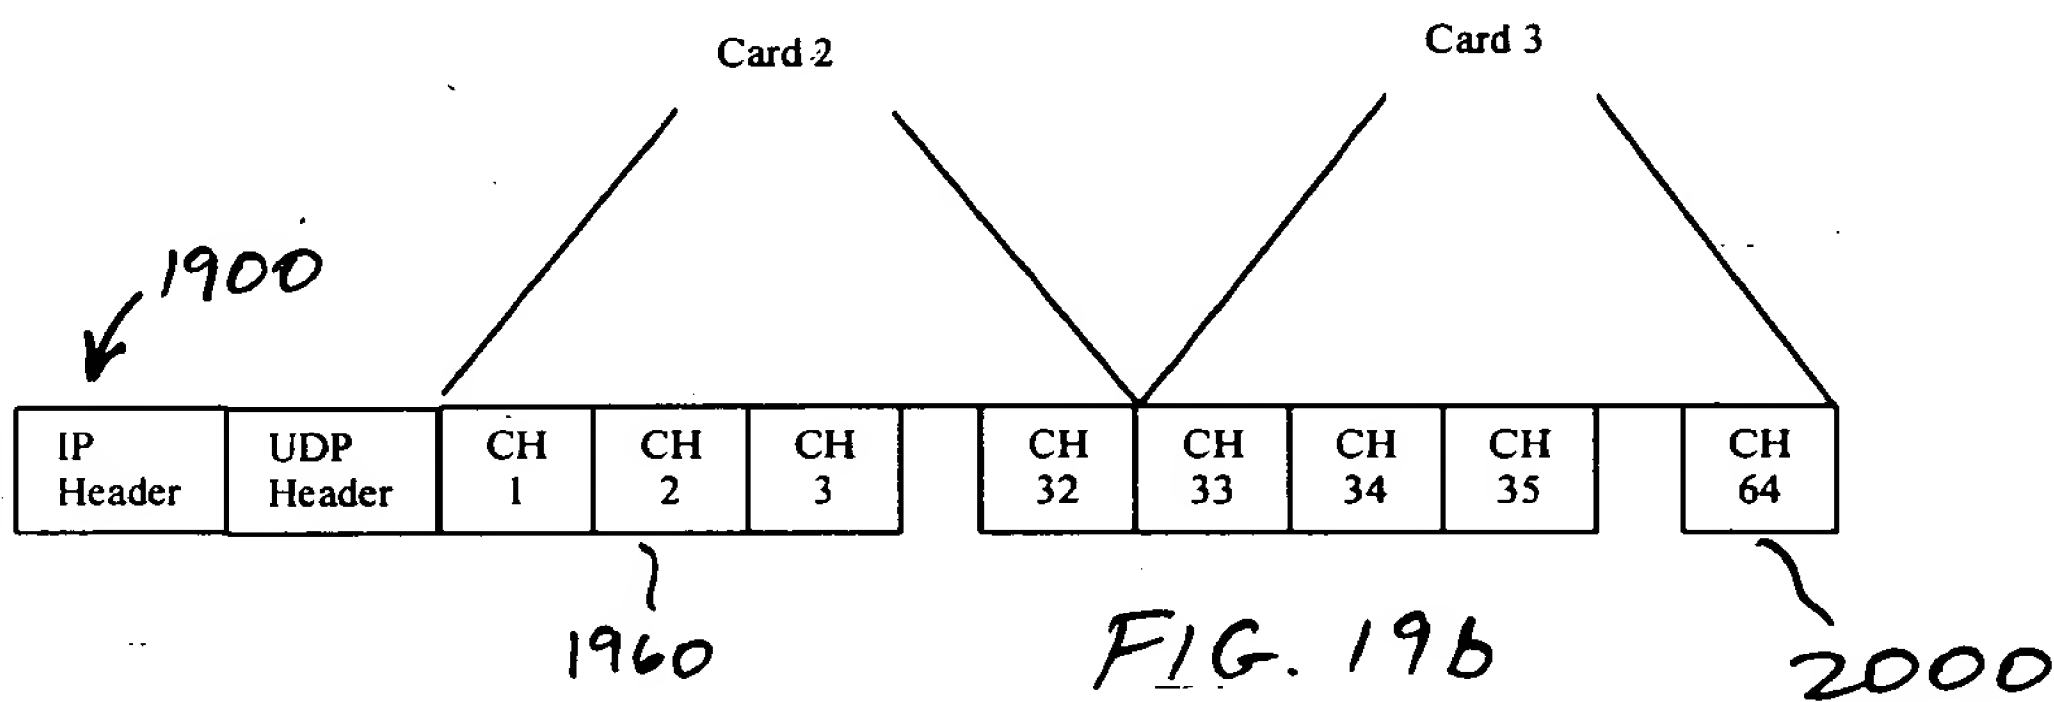 Card 2
Card 3
1900
IP
Header
UDP
Header
CH
1
CH
2
CH
3
CH
32
CH
33
CH
34
CH
35
CH
64
1960
FIG. 19b
2000